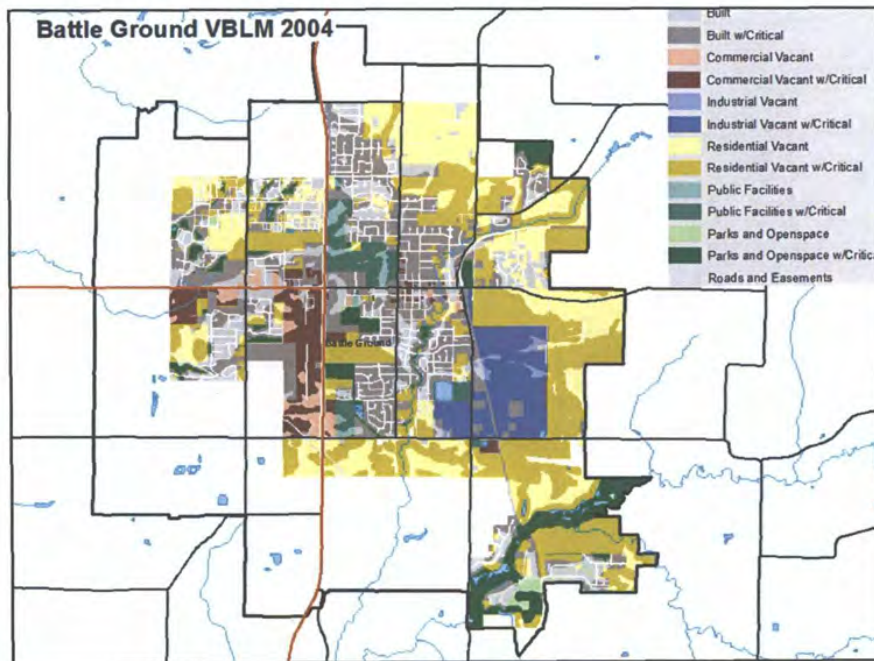 Battle Ground VBLM 2004
Built
Built w/Critical
Commercial Vacant
Commercial Vacant w/Critical
Industrial Vacant
Industrial Vacant w/Critical
Residential Vacant
Residential Vacant w/Critical
Public Facilities
Public Facilities w/Critical
Parks and Openspace
Parks and Openspace w/Critica
Roads and Easements
Battle Ground